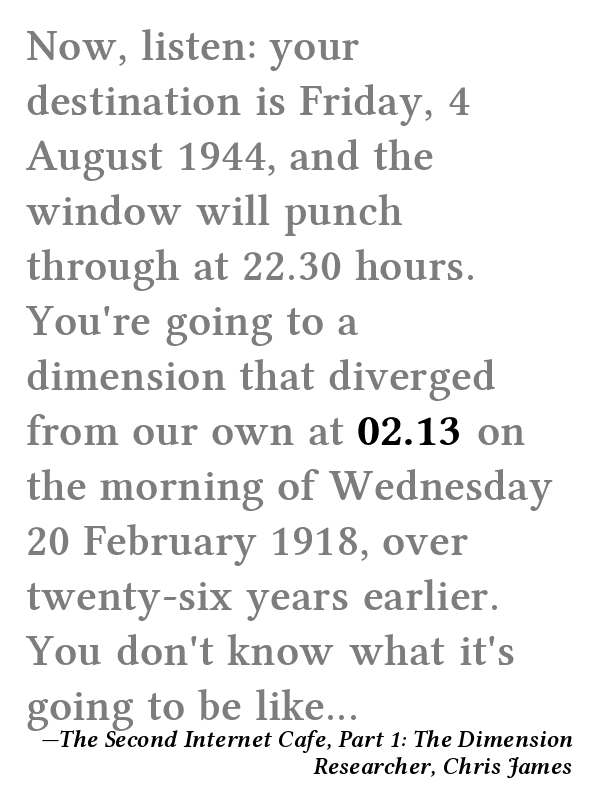 Now, listen: your
destination is Friday, 4
August 1944, and the
window will punch
through at 22.30 hours.
You're going to a
dimension that diverged
from our own at 02.13 on
the morning of Wednesday
20 February 1918, over
twenty-six years earlier.
You don't know what it's
going to be like...
—The Second Internet Cafe, Part 1: The Dimension
Researcher, Chris James